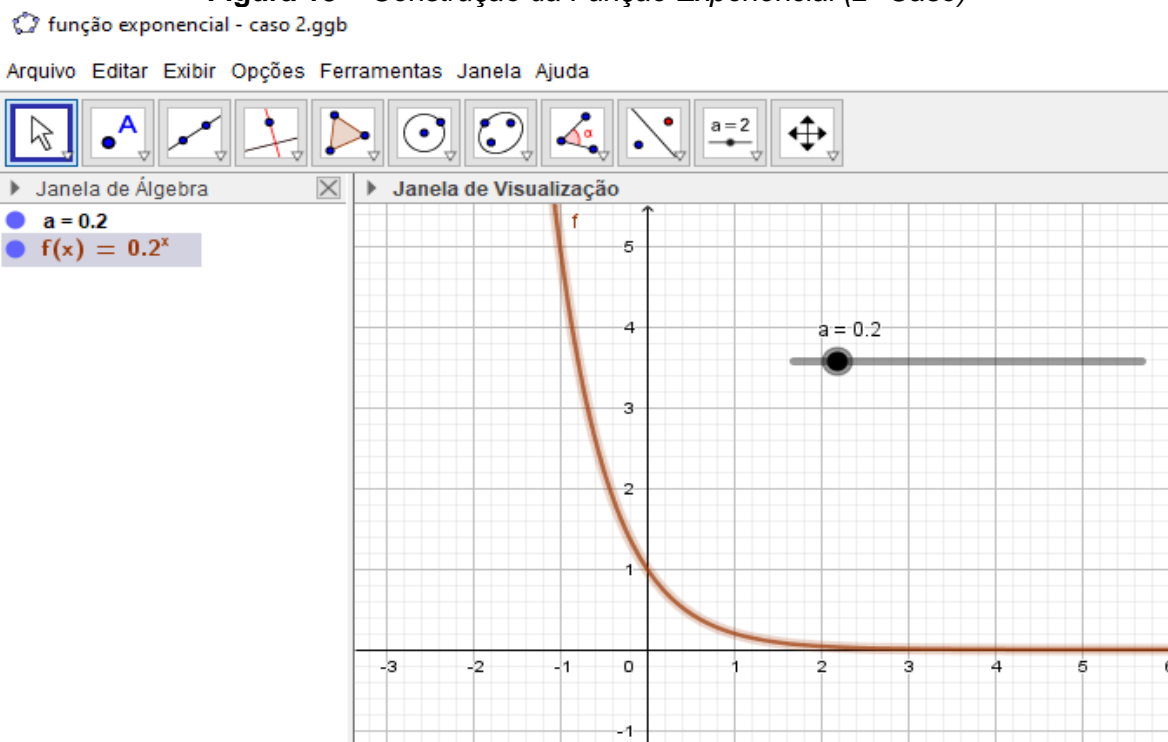 função exponencial - caso 2.ggb
Arquivo Editar Exibir Opções Ferramentas Janela Ajuda
A
α
a = 2
Janela de Álgebra
Janela de Visualização
a = 0.2
f(x) = 0.2ˣ
f
5
4
a = 0.2
3
2
1
-3 -2 -1 0 1 2 3 4 5
-1